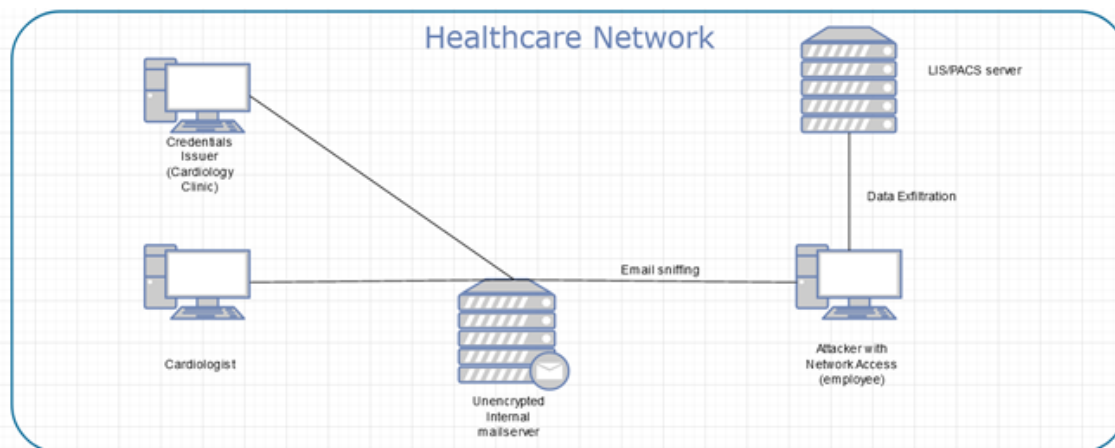 Healthcare Network
LIS/PACS server
Credentials
Issuer
(Cardiology
Clinic)
Data Exfiltration
Email sniffing
Cardiologist
Attacker with
Network Access
(employee)
Unencrypted
Internal
mailserver